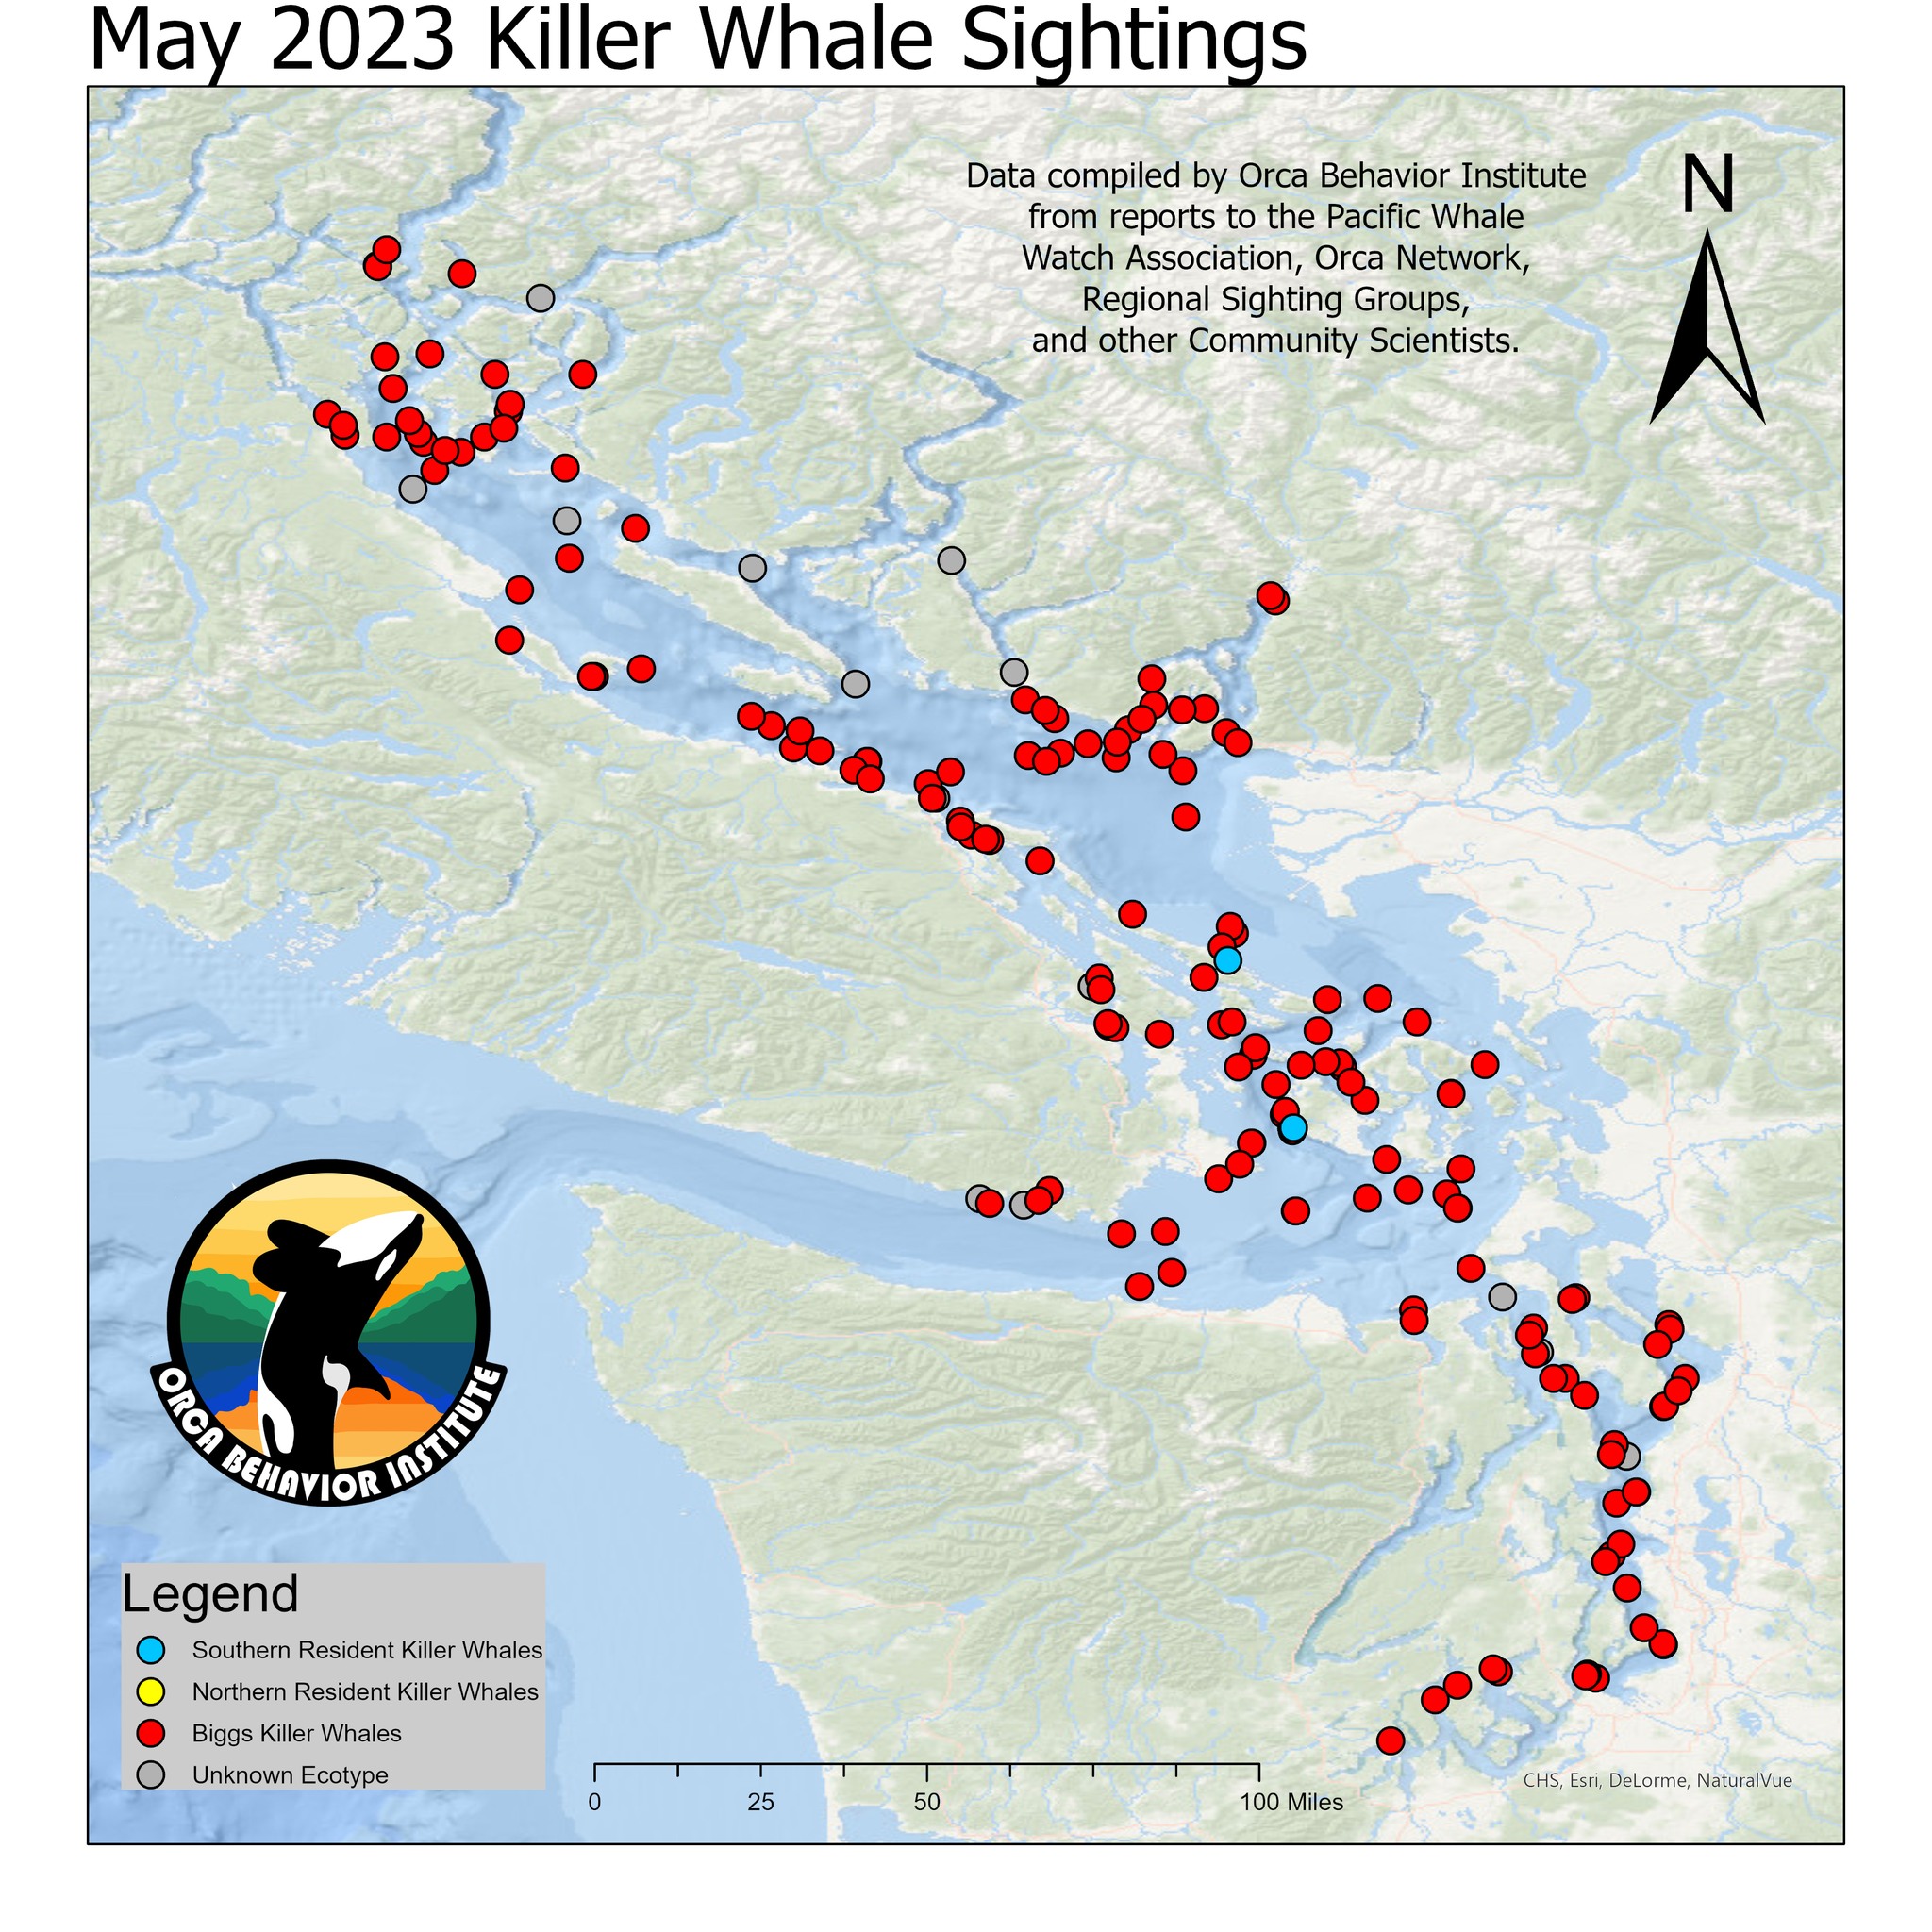 May 2023 Killer Whale Sightings
Data compiled by Orca Behavior Institute
from reports to the Pacific Whale
Watch Association, Orca Network,
Regional Sighting Groups,
and other Community Scientists.
N
ORCA BEHAVIOR INSTITUTE
Legend
Southern Resident Killer Whales
Northern Resident Killer Whales
Biggs Killer Whales
Unknown Ecotype
0 25 50 100 Miles
CHS, Esri, DeLorme, NaturalVue